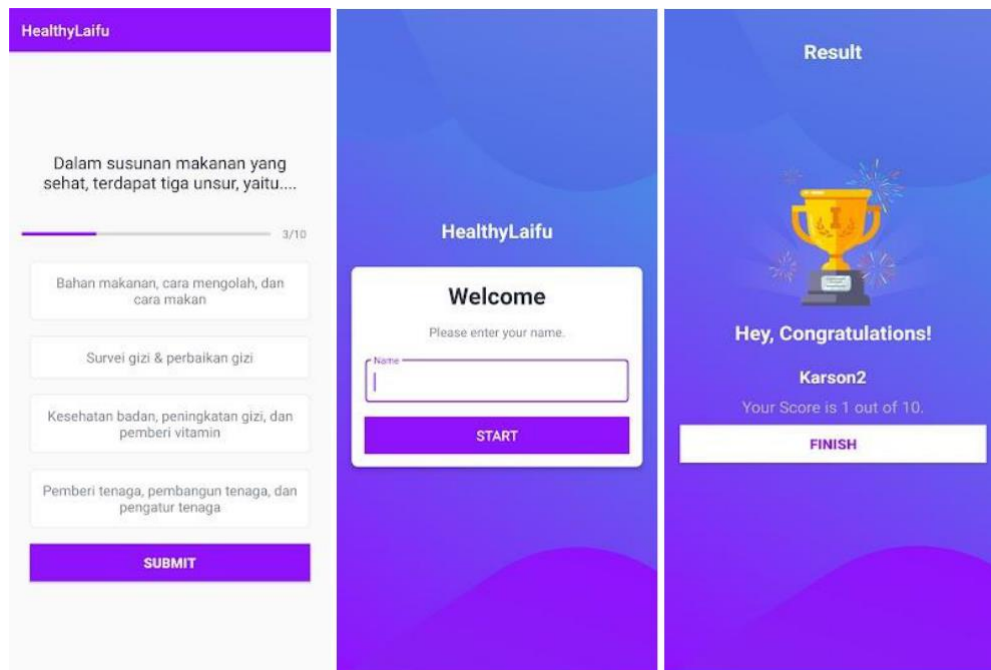 HealthyLaifu
Dalam susunan makanan yang
sehat, terdapat tiga unsur, yaitu....
3/10
Bahan makanan, cara mengolah, dan
cara makan
Survei gizi & perbaikan gizi
Kesehatan badan, peningkatan gizi, dan
pemberi vitamin
Pemberi tenaga, pembangun tenaga, dan
pengatur tenaga
SUBMIT
HealthyLaifu
Welcome
Please enter your name.
Name
START
Result
I
Hey, Congratulations!
Karson2
Your Score is 1 out of 10.
FINISH